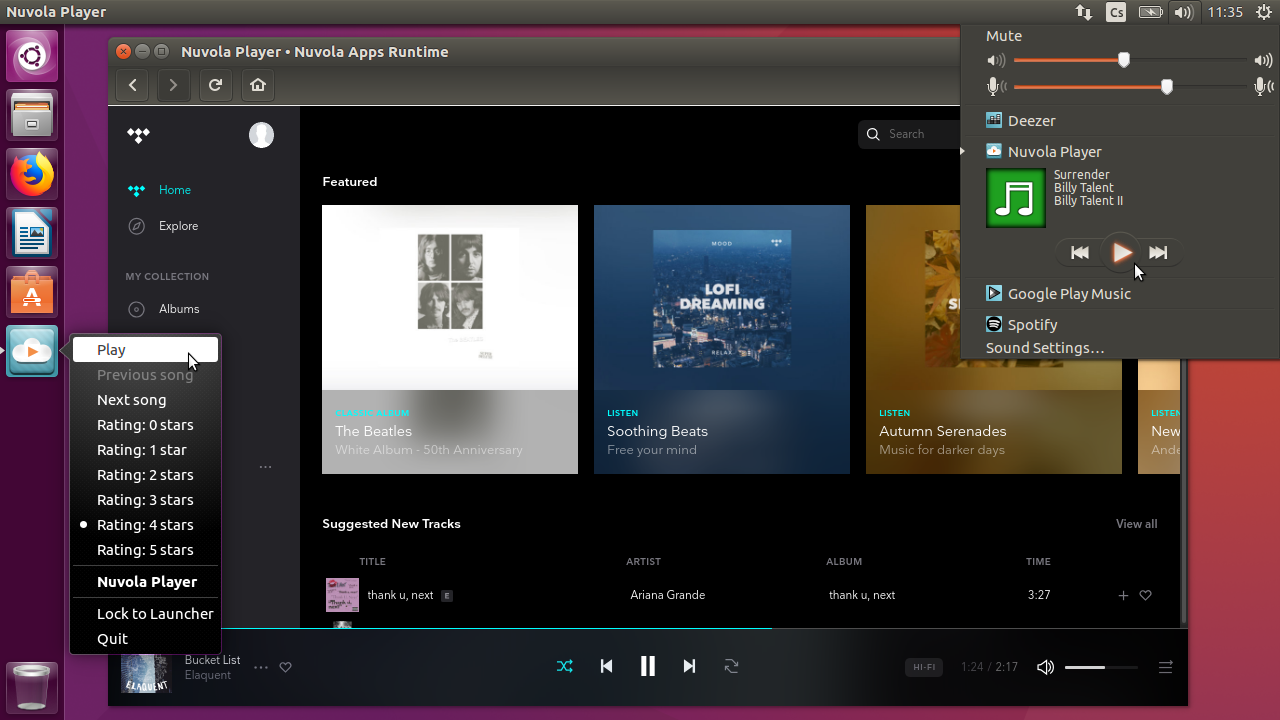 Nuvola Player
Cs
11:35
Nuvola Player • Nuvola Apps Runtime
Mute
Deezer
Nuvola Player
Surrender
Billy Talent
Billy Talent II
Google Play Music
Spotify
Sound Settings...
Search
Home
Explore
MY COLLECTION
Albums
Featured
THE BEATLES
CLASSIC ALBUM
The Beatles
White Album - 50th Anniversary
MOOD
LOFI
DREAMING
RELAX
LISTEN
Soothing Beats
Free your mind
LISTEN
Autumn Serenades
Music for darker days
LISTEN
New
Ande
Play
Previous song
Next song
Rating: 0 stars
Rating: 1 star
Rating: 2 stars
Rating: 3 stars
Rating: 4 stars
Rating: 5 stars
Nuvola Player
Lock to Launcher
Quit
Suggested New Tracks
View all
TITLE
ARTIST
ALBUM
TIME
thank u, next E
Ariana Grande
thank u, next
3:27
ELAQUENT
Bucket List
Elaquent
HI-FI
1:24 / 2:17